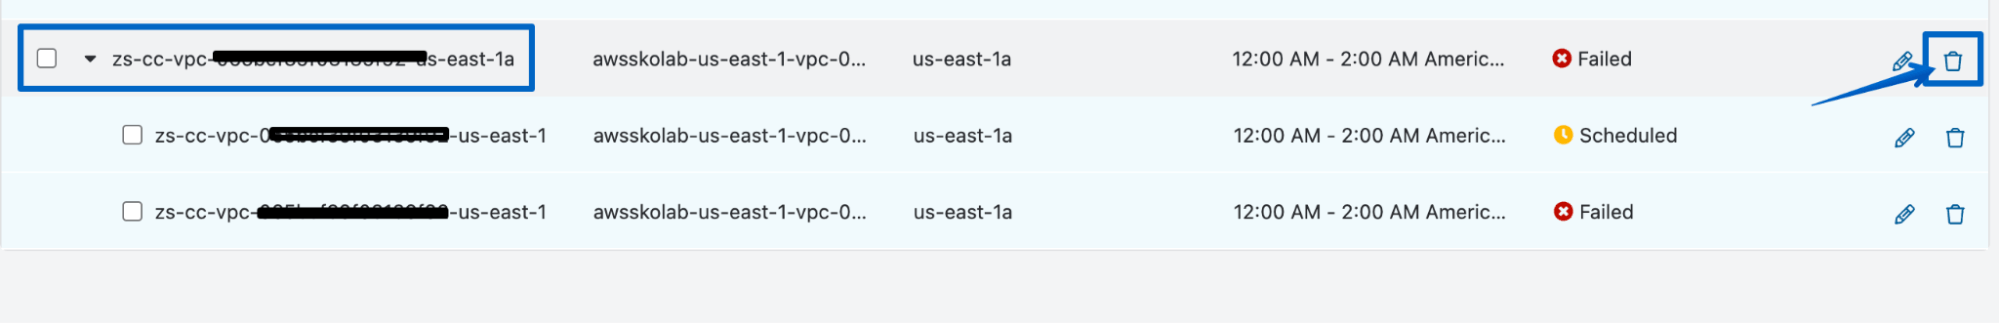 zs-cc-vpc- us-east-1a awsskolab-us-east-1-vpc-0... us-east-1a 12:00 AM - 2:00 AM Americ... Failed
zs-cc-vpc-0 -us-east-1 awsskolab-us-east-1-vpc-0... us-east-1a 12:00 AM - 2:00 AM Americ... Scheduled
zs-cc-vpc- -us-east-1 awsskolab-us-east-1-vpc-0... us-east-1a 12:00 AM - 2:00 AM Americ... Failed